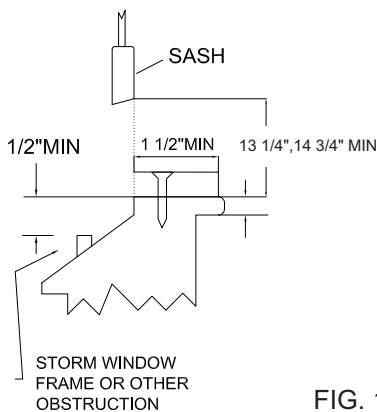 SASH
1/2"MIN
1 1/2"MIN
13 1/4",14 3/4" MIN
STORM WINDOW
FRAME OR OTHER
OBSTRUCTION
FIG.